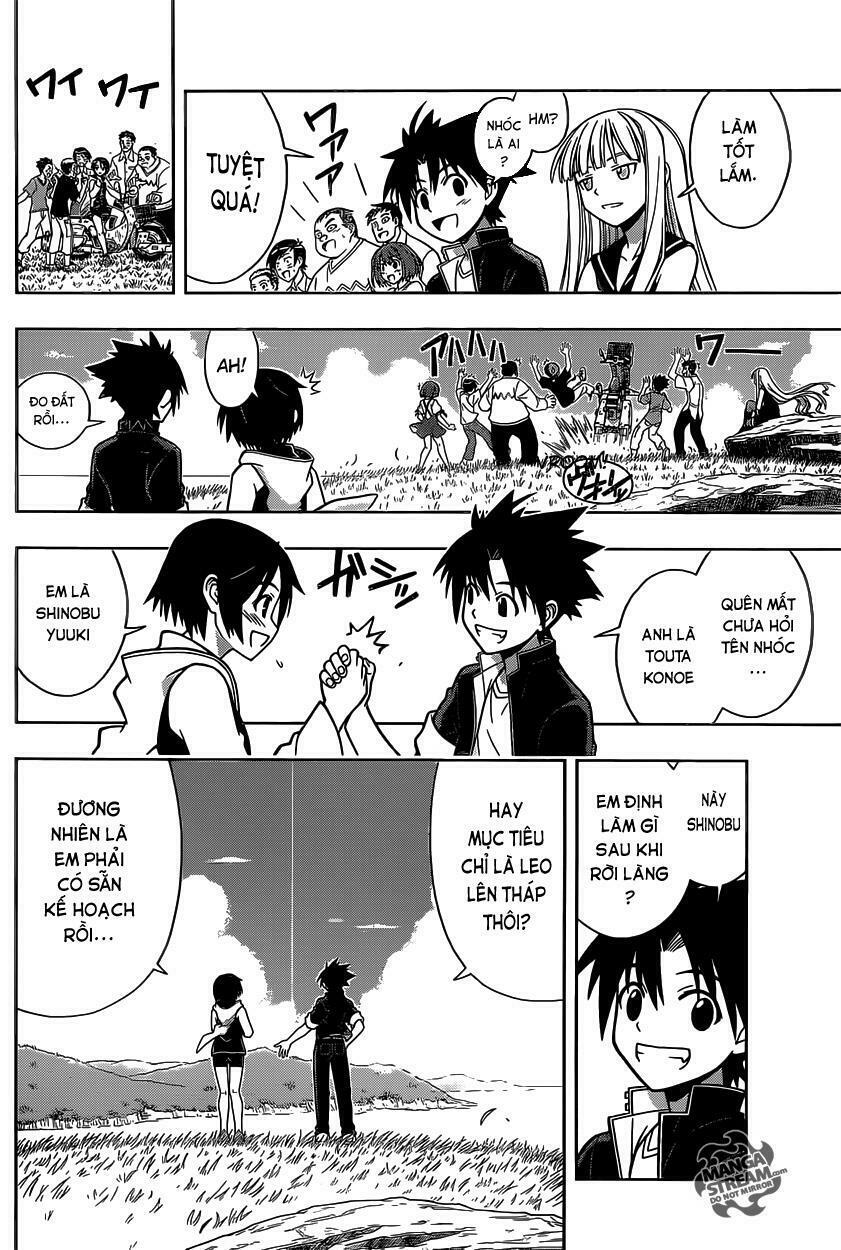 LÀM
TỐT
LẮM.
HM?
NHÓC
LÀ AI
?
ワアアア
TUYỆT
QUÁ!
ワイ ワイ
ワー
アハハハ
VROOM!
AH!
ĐO ĐẤT
RỒI...
QUÊN MẤT
CHƯA HỎI
TÊN NHÓC
...
ANH LÀ
TOUTA
KONOE
ガシッ
EM LÀ
SHINOBU
YUUKI
NÀY
SHINOBU
EM ĐỊNH
LÀM GÌ
SAU KHI
RỜI LÀNG
?
HAY
MỤC TIÊU
CHỈ LÀ LEO
LÊN THÁP
THÔI?
ĐƯƠNG
NHIÊN LÀ
EM PHẢI
CÓ SẴN
KẾ HOẠCH
RỒI...
MANGA
STREAM.com
DO NOT MIRROR